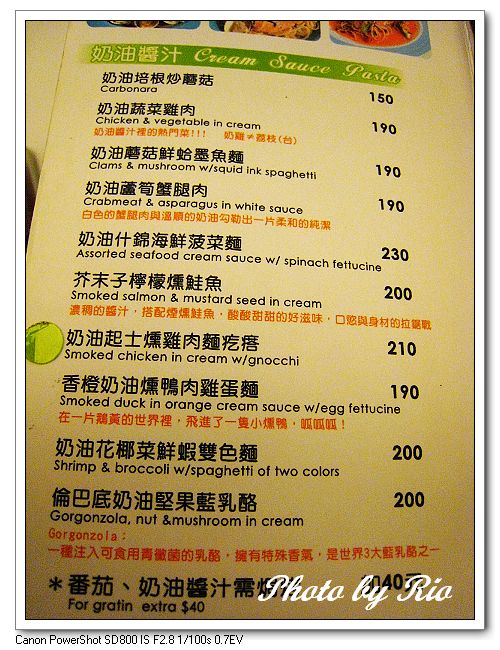 奶油醬汁 Cream Sauce Pasta
奶油培根炒蘑菇 150
Carbonara
奶油蔬菜雞肉 190
Chicken & vegetable in cream
奶油醬汁裡的熱門菜!!! 奶雞≠荔枝(台)
奶油蘑菇鮮蛤墨魚麵 190
Clams & mushroom w/squid ink spaghetti
奶油蘆筍蟹腿肉 190
Crabmeat & asparagus in white sauce
白色的蟹腿肉與溫順的奶油勾勒出一片柔和的純潔
奶油什錦海鮮菠菜麵 230
Assorted seafood cream sauce w/ spinach fettucine
芥末子檸檬燻鮭魚 200
Smoked salmon & mustard seed in cream
濃稠的醬汁，搭配煙燻鮭魚，酸酸甜甜的好滋味，口慾與身材的拉鋸戰
奶油起士燻雞肉麵疙瘩 210
Smoked chicken in cream w/gnocchi
香橙奶油燻鴨肉雞蛋麵 190
Smoked duck in orange cream sauce w/egg fettucine
在一片鵝黃的世界裡，飛進了一隻小燻鴨，呱呱呱！
奶油花椰菜鮮蝦雙色麵 200
Shrimp & broccoli w/spaghetti of two colors
倫巴底奶油堅果藍乳酪 200
Gorgonzola, nut &mushroom in cream
Gorgonzola：
一種注入可食用青黴菌的乳酪，擁有特殊香氣，是世界3大藍乳酪之一
＊番茄、奶油醬汁需焗烤 加40元
For gratin extra $40
Photo by Rio
Canon PowerShot SD800 IS F2.8 1/100s 0.7EV